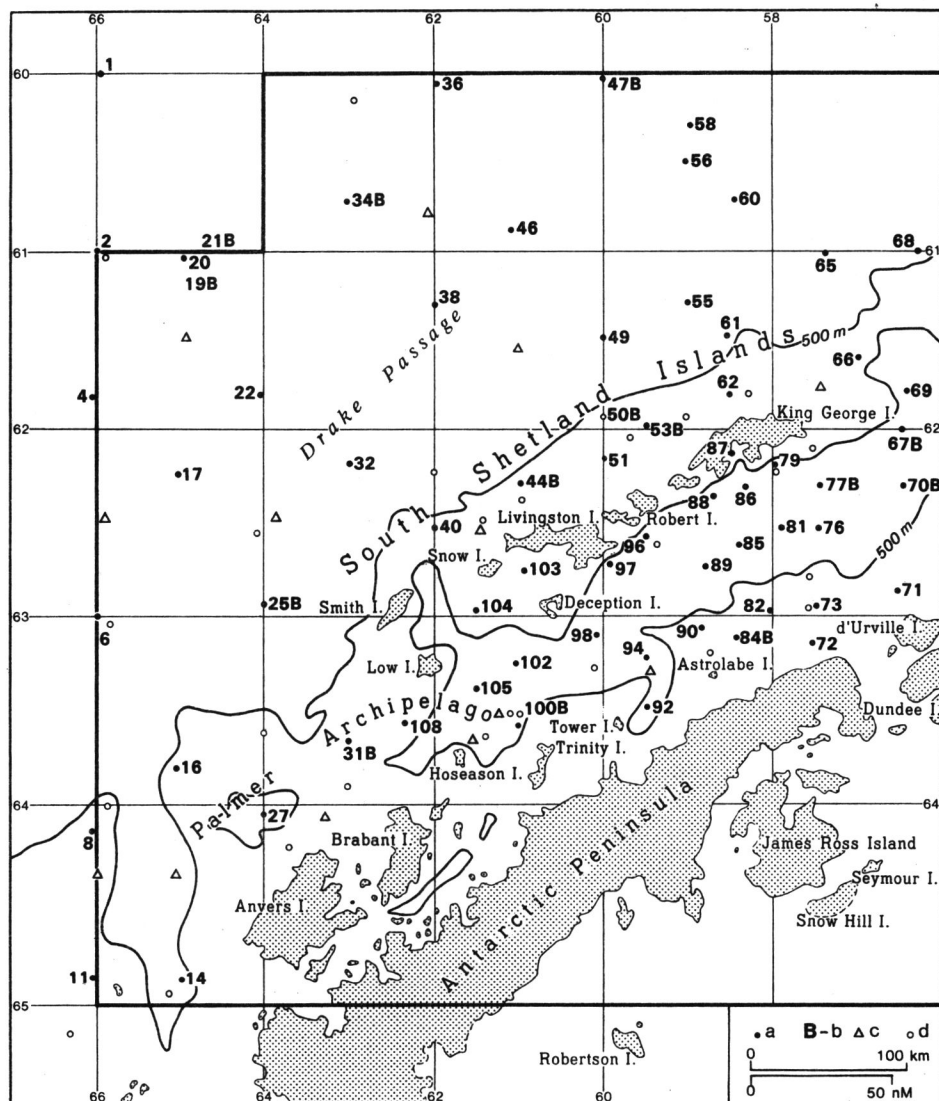 66 64 62 60 58
60 1 36 47B
58
56
34B 60
46
2 21B 68
61 20 65 61
19B
38 55
Drake Passage
49 61
500 m
South Shetland Islands
66
4 22 62 69
50B King George I.
62 53B 62
87 67B
32 51 79
17 44B 77B 70B
88 86
Livingston I. Robert I.
40 81 76
Snow I. 96 85 500 m
103 97 89
71
25B
Smith I. 104 Deception I. 82 73
63 63
6 98 90 84B d'Urville I.
94 72
Low I. 102 Astrolabe I.
105
100B 92 Dundee I.
Palmer Archipelago
108 Tower I.
31B Trinity I.
16 Hoseason I.
64 64
27
8 Brabant I.
James Ross Island
Seymour I.
Anvers I.
Snow Hill I.
Antarctic Peninsula
11 14
65
a B-b c d
0 100 km
Robertson I.
0 50 nM
66 64 62 60